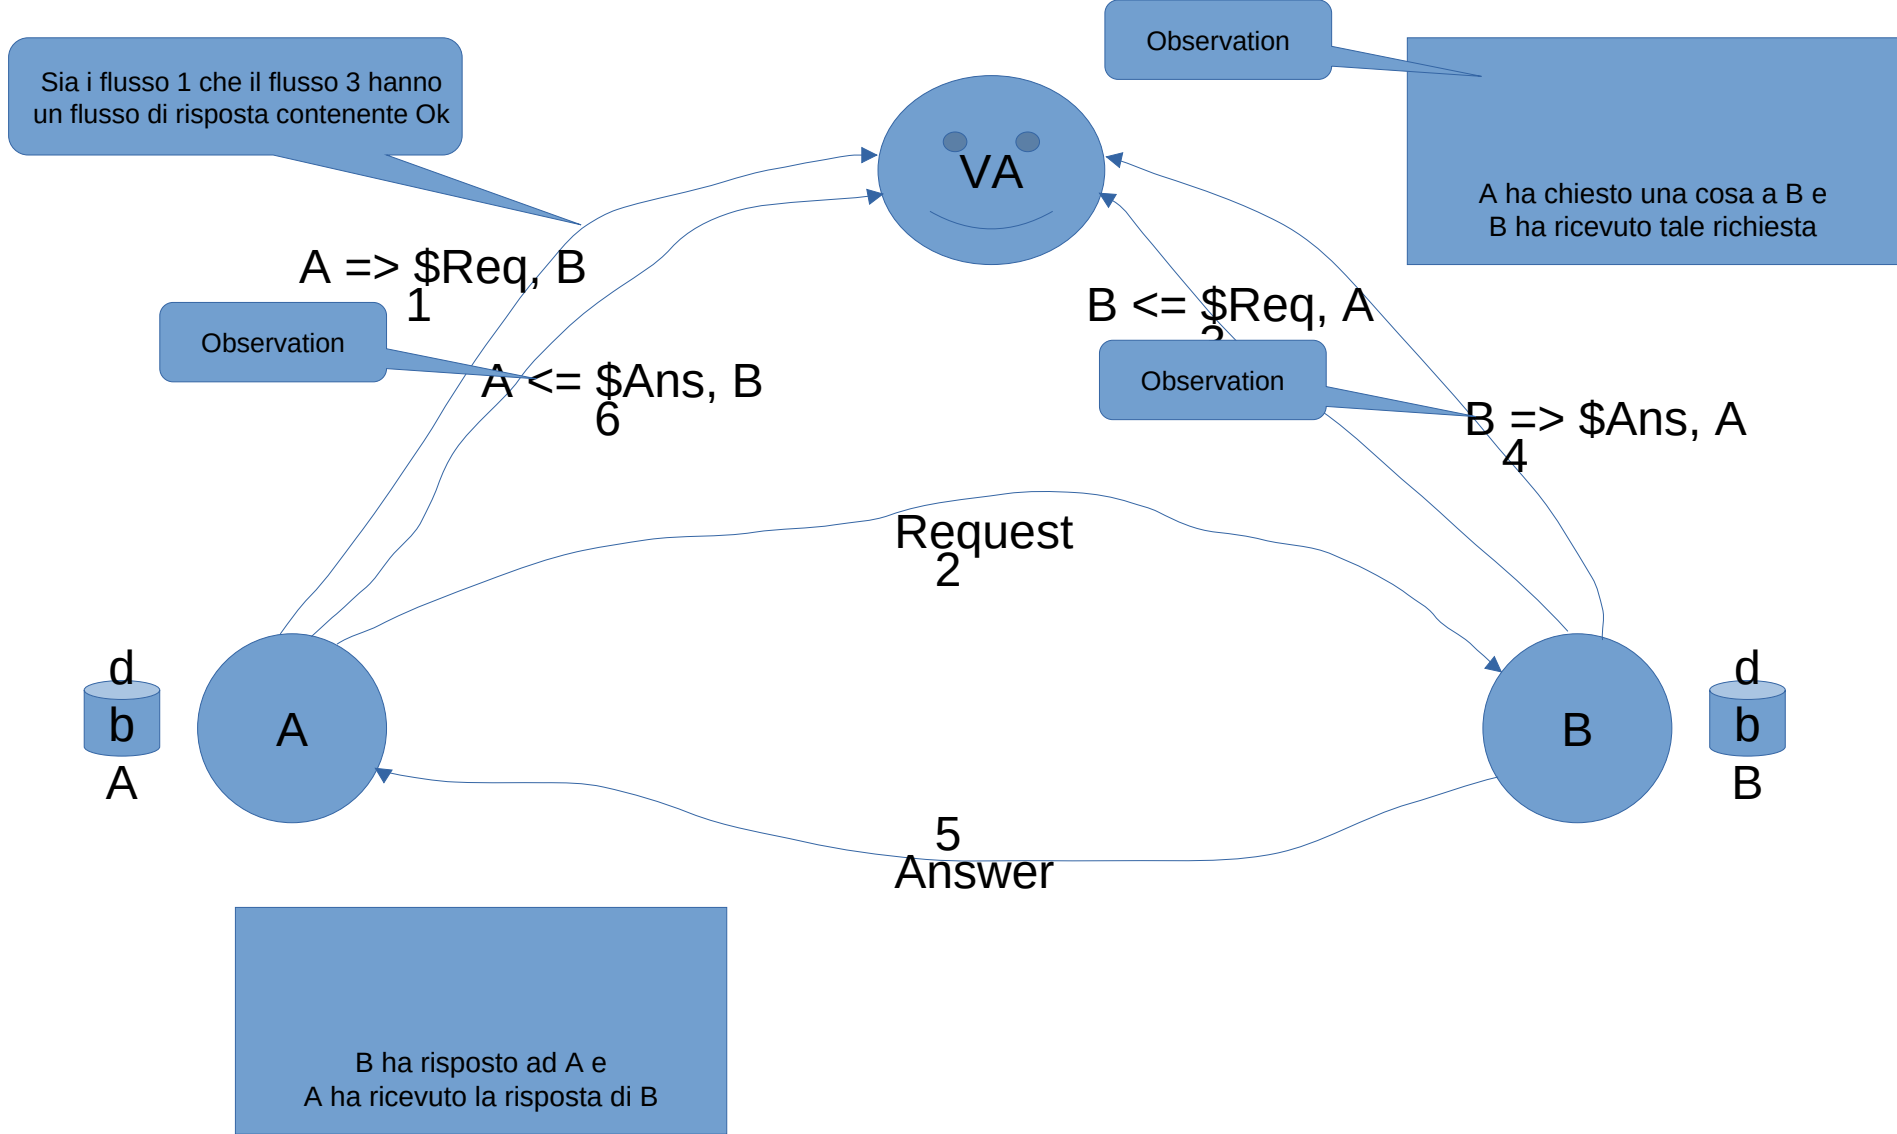 Observation
Sia i flusso 1 che il flusso 3 hanno
un flusso di risposta contenente Ok
VA
A ha chiesto una cosa a B e
B ha ricevuto tale richiesta
A => $Req, B
1
B <= $Req, A
Observation
A <= $Ans, B
6
Observation
B => $Ans, A
4
Request
2
d
b
A
A
B
d
b
B
5
Answer
B ha risposto ad A e
A ha ricevuto la risposta di B